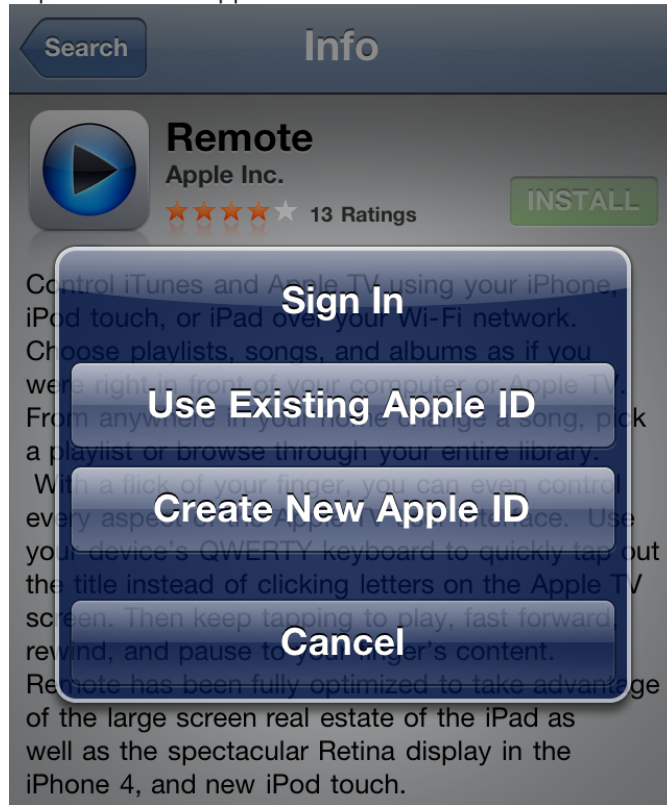 Search
Info
Remote
Apple Inc.
13 Ratings
INSTALL
Control iTunes and Apple TV using your iPhone,
iPod touch, or iPad over your Wi-Fi network.
Choose playlists, songs, and albums as if you
were right in front of your computer or Apple TV.
From anywhere in your home change a song, pick
a playlist or browse through your entire library.
With a flick of your finger, you can even control
every aspect of the Apple TV interface. Use
your device's QWERTY keyboard to quickly tap out
the title instead of clicking letters on the Apple TV
screen. Then keep tapping to play, fast forward,
rewind, and pause to your finger's content.
Remote has been fully optimized to take advantage
of the large screen real estate of the iPad as
well as the spectacular Retina display in the
iPhone 4, and new iPod touch.
Sign In
Use Existing Apple ID
Create New Apple ID
Cancel